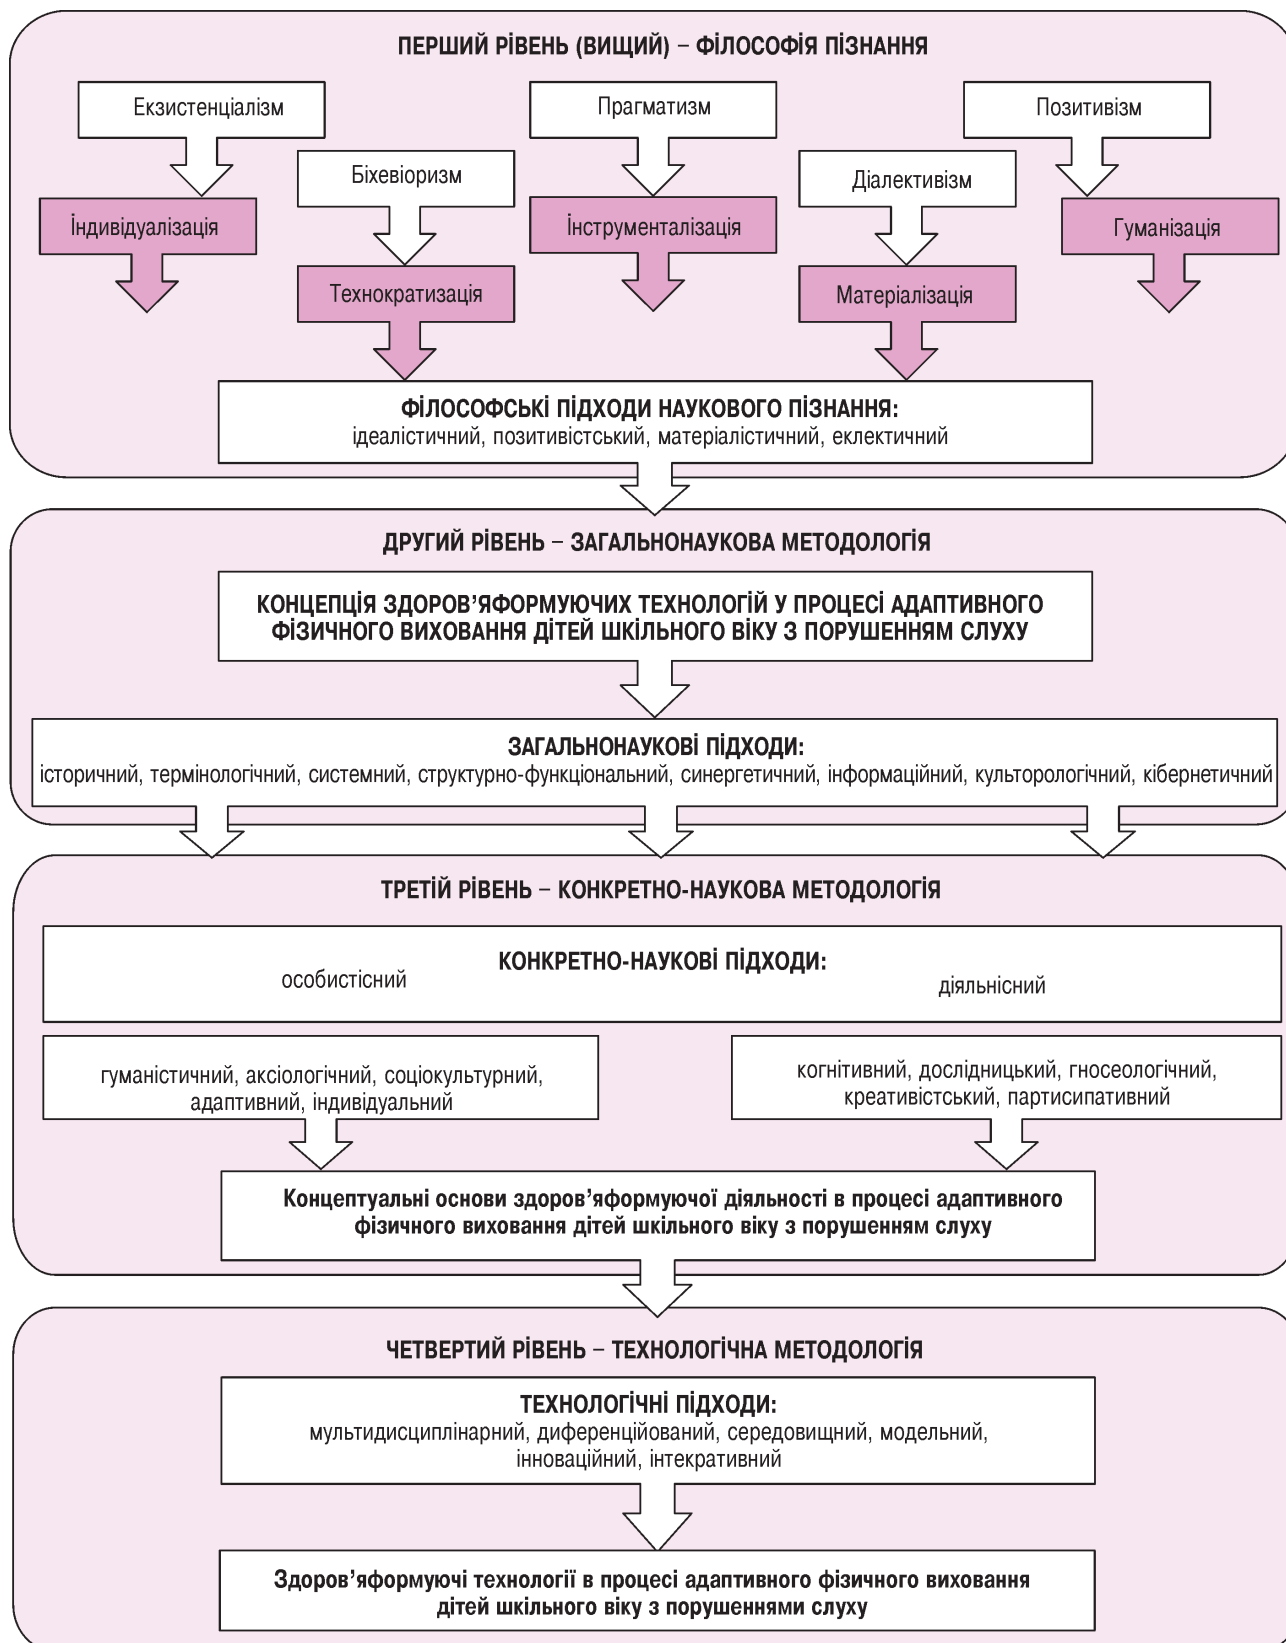 ПЕРШИЙ РІВЕНЬ (ВИЩИЙ) – ФІЛОСОФІЯ ПІЗНАННЯ
Екзистенціалізм
Прагматизм
Позитивізм
Біхевіоризм
Діалективізм
Індивідуалізація
Інструменталізація
Гуманізація
Технократизація
Матеріалізація
ФІЛОСОФСЬКІ ПІДХОДИ НАУКОВОГО ПІЗНАННЯ:
ідеалістичний, позитивістський, матеріалістичний, еклектичний
ДРУГИЙ РІВЕНЬ – ЗАГАЛЬНОНАУКОВА МЕТОДОЛОГІЯ
КОНЦЕПЦІЯ ЗДОРОВ’ЯФОРМУЮЧИХ ТЕХНОЛОГІЙ У ПРОЦЕСІ АДАПТИВНОГО
ФІЗИЧНОГО ВИХОВАННЯ ДІТЕЙ ШКІЛЬНОГО ВІКУ З ПОРУШЕННЯМ СЛУХУ
ЗАГАЛЬНОНАУКОВІ ПІДХОДИ:
історичний, термінологічний, системний, структурно-функціональний, синергетичний, інформаційний, культорологічний, кібернетичний
ТРЕТІЙ РІВЕНЬ – КОНКРЕТНО-НАУКОВА МЕТОДОЛОГІЯ
КОНКРЕТНО-НАУКОВІ ПІДХОДИ:
особистісний
діяльнісний
гуманістичний, аксіологічний, соціокультурний,
адаптивний, індивідуальний
когнітивний, дослідницький, гносеологічний,
креативістський, партисипативний
Концептуальні основи здоров’яформуючої діяльності в процесі адаптивного
фізичного виховання дітей шкільного віку з порушенням слуху
ЧЕТВЕРТИЙ РІВЕНЬ – ТЕХНОЛОГІЧНА МЕТОДОЛОГІЯ
ТЕХНОЛОГІЧНІ ПІДХОДИ:
мультидисциплінарний, диференційований, середовищний, модельний,
інноваційний, інтекративний
Здоров’яформуючі технології в процесі адаптивного фізичного виховання
дітей шкільного віку з порушеннями слуху